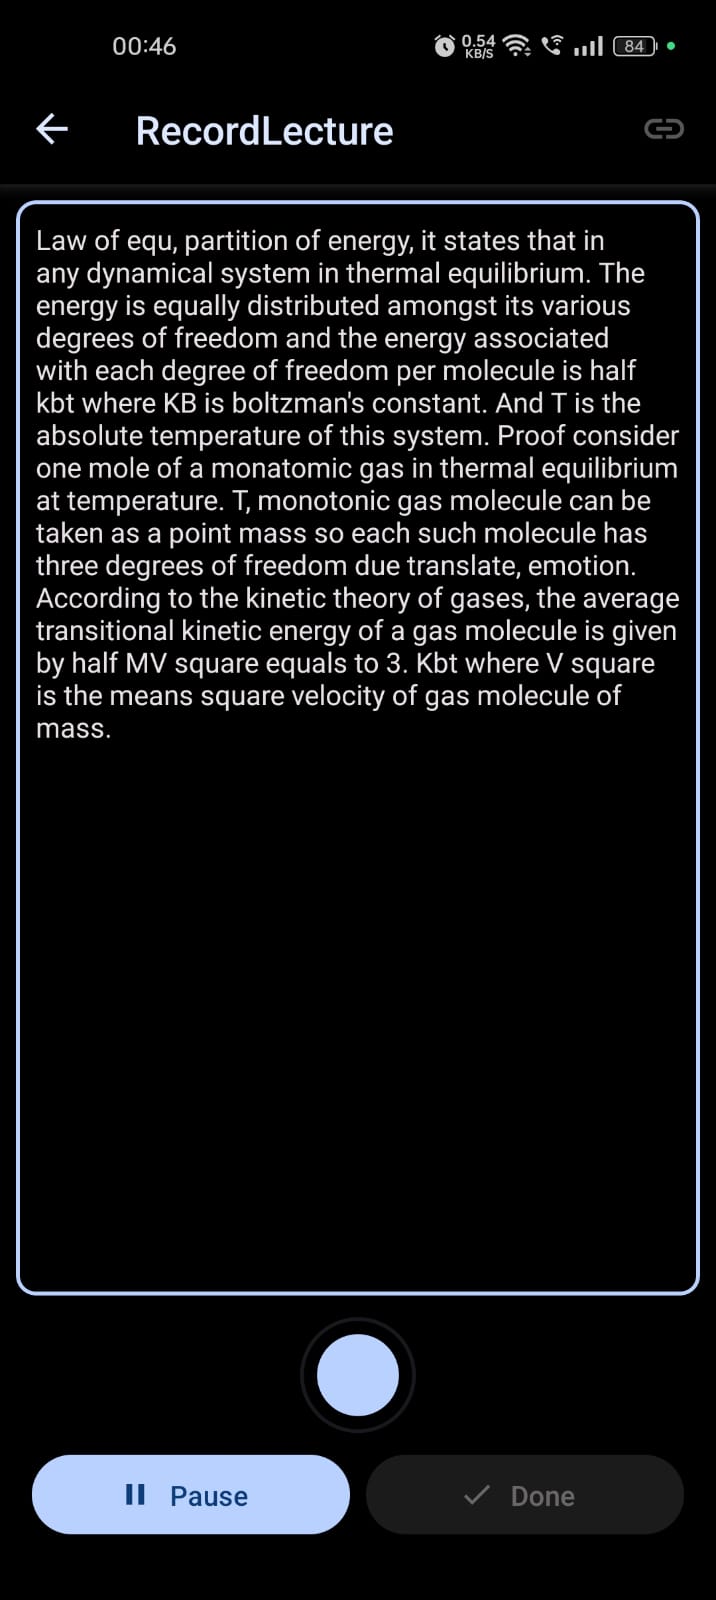 00:46
0.54 KB/S
84
RecordLecture
Law of equ, partition of energy, it states that in
any dynamical system in thermal equilibrium. The
energy is equally distributed amongst its various
degrees of freedom and the energy associated
with each degree of freedom per molecule is half
kbt where KB is boltzman's constant. And T is the
absolute temperature of this system. Proof consider
one mole of a monatomic gas in thermal equilibrium
at temperature. T, monotonic gas molecule can be
taken as a point mass so each such molecule has
three degrees of freedom due translate, emotion.
According to the kinetic theory of gases, the average
transitional kinetic energy of a gas molecule is given
by half MV square equals to 3. Kbt where V square
is the means square velocity of gas molecule of
mass.
Pause
Done